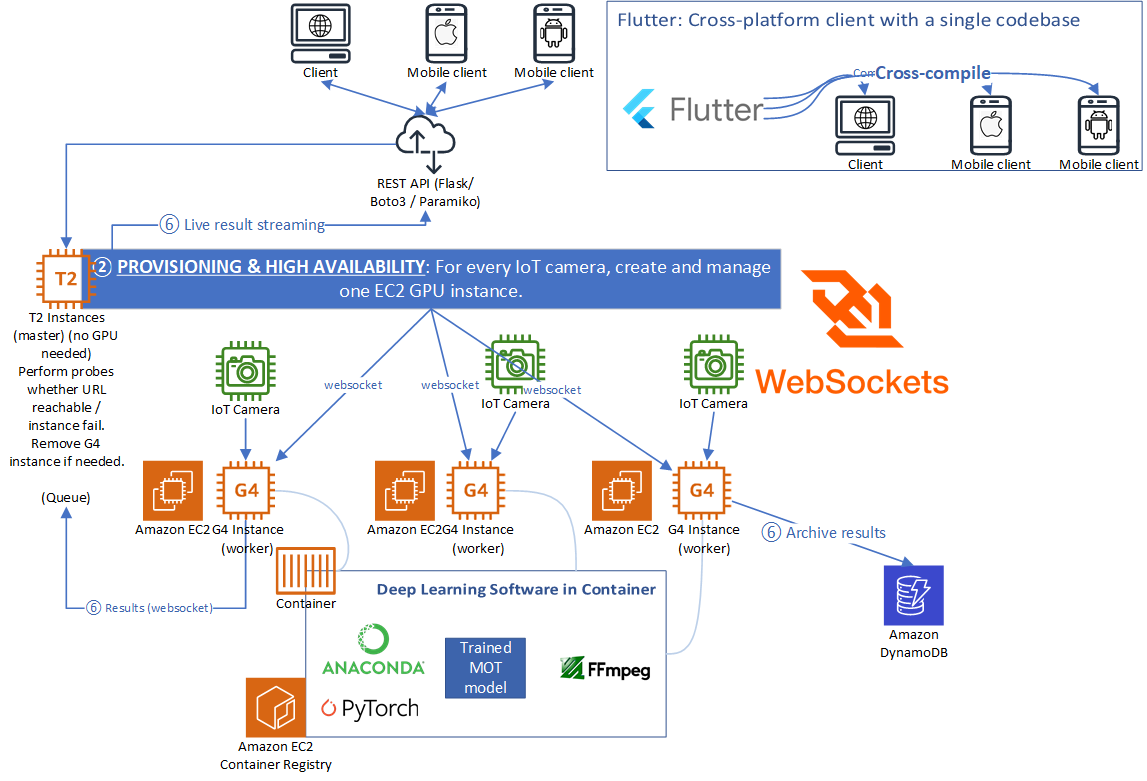 Client
Mobile client
Mobile client
REST API (Flask/
Boto3 / Paramiko)
Flutter: Cross-platform client with a single codebase
Flutter
Cross-compile
Client
Mobile client
Mobile client
⑥ Live result streaming
T2
② PROVISIONING & HIGH AVAILABILITY: For every IoT camera, create and manage
one EC2 GPU instance.
T2 Instances
(master) (no GPU
needed)
Perform probes
whether URL
reachable /
instance fail.
Remove G4
instance if needed.
(Queue)
IoT Camera
websocket
websocket
IoT Camera
websocket
IoT Camera
WebSockets
Amazon EC2
G4
G4 Instance
(worker)
Amazon EC2
G4
G4 Instance
(worker)
Amazon EC2
G4
G4 Instance
(worker)
⑥ Archive results
Amazon
DynamoDB
⑥ Results (websocket)
Container
Deep Learning Software in Container
ANACONDA
Trained
MOT
model
FFmpeg
PyTorch
Amazon EC2
Container Registry